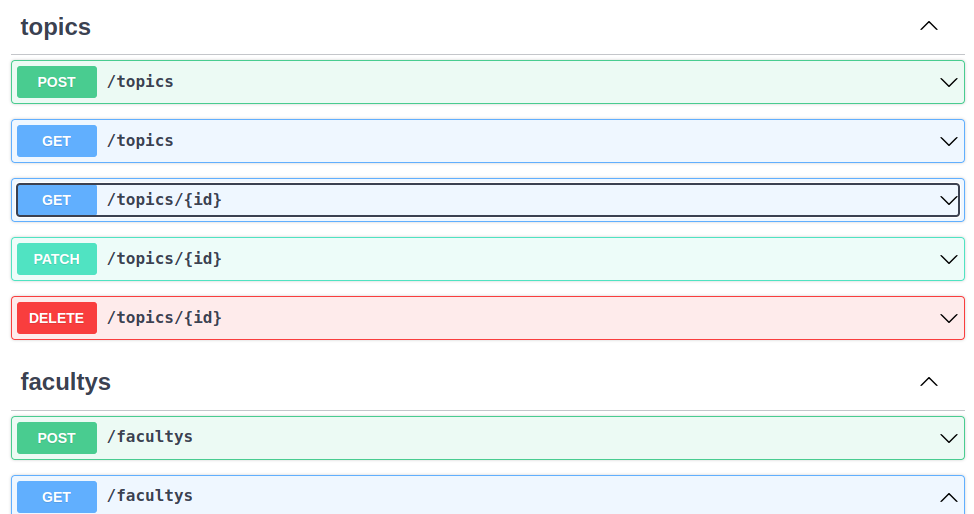 topics
POST /topics
GET /topics
GET /topics/{id}
PATCH /topics/{id}
DELETE /topics/{id}
facultys
POST /facultys
GET /facultys